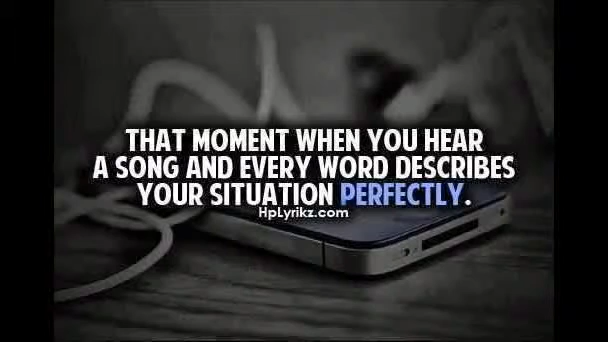 THAT MOMENT WHEN YOU HEAR
A SONG AND EVERY WORD DESCRIBES
YOUR SITUATION PERFECTLY.
HpLyrikz.com